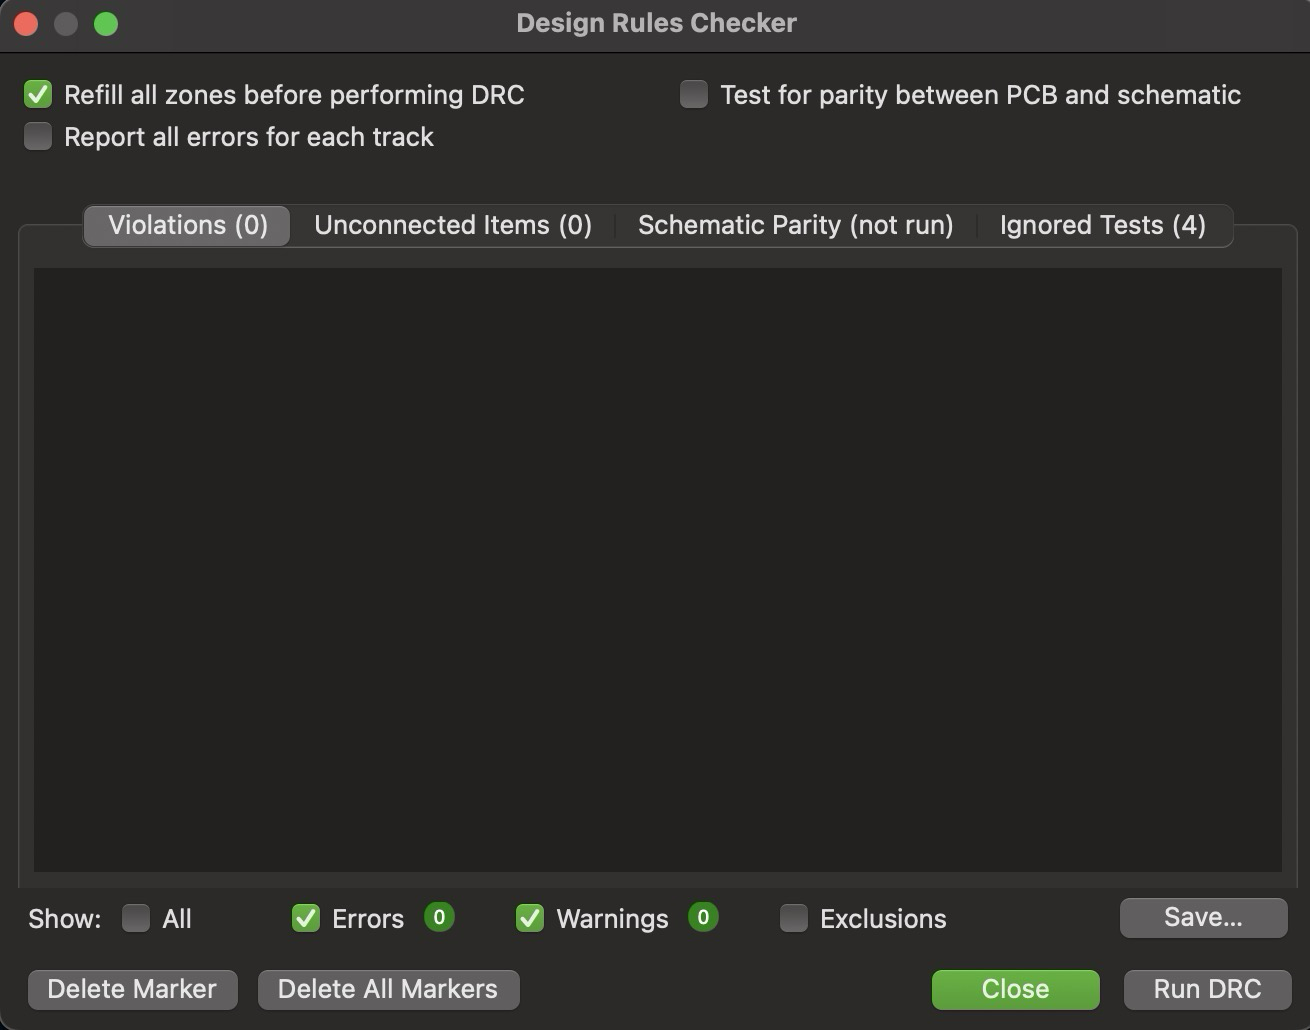 Design Rules Checker
Refill all zones before performing DRC
Test for parity between PCB and schematic
Report all errors for each track
Violations (0)
Unconnected Items (0)
Schematic Parity (not run)
Ignored Tests (4)
Show:
All
Errors
0
Warnings
0
Exclusions
Save...
Delete Marker
Delete All Markers
Close
Run DRC